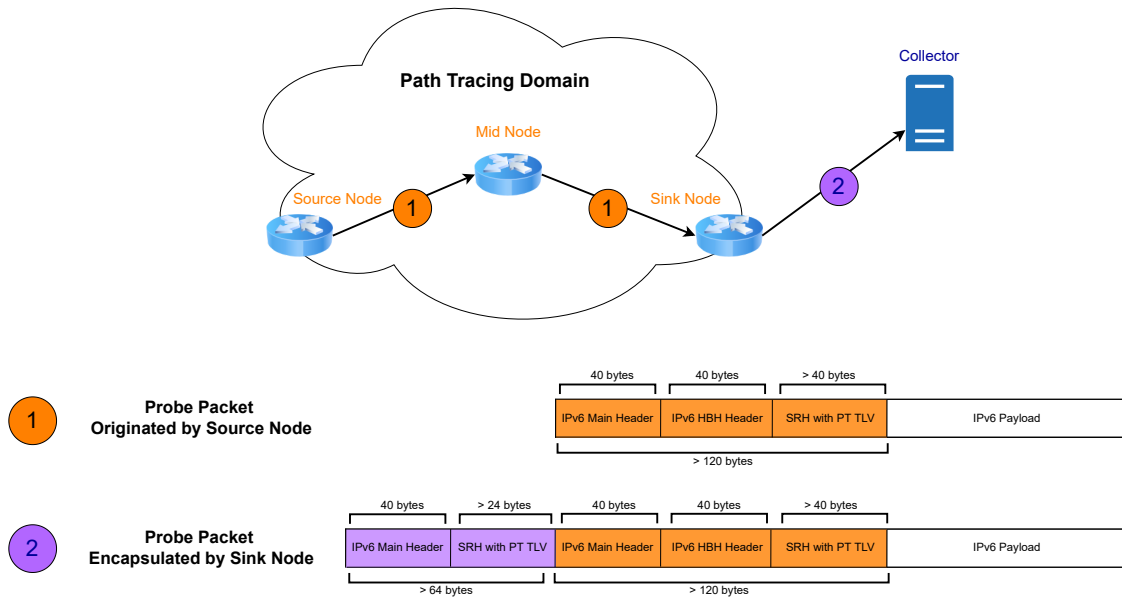 Collector
Path Tracing Domain
Mid Node
Source Node
Sink Node
1
1
2
40 bytes
40 bytes
> 40 bytes
1
Probe Packet
Originated by Source Node
IPv6 Main Header
IPv6 HBH Header
SRH with PT TLV
IPv6 Payload
> 120 bytes
40 bytes
> 24 bytes
40 bytes
40 bytes
> 40 bytes
2
Probe Packet
Encapsulated by Sink Node
IPv6 Main Header
SRH with PT TLV
IPv6 Main Header
IPv6 HBH Header
SRH with PT TLV
IPv6 Payload
> 64 bytes
> 120 bytes